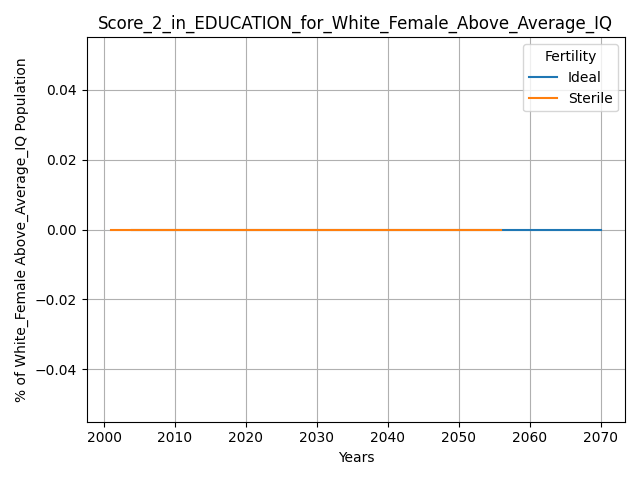 Score_2_in_EDUCATION_for_White_Female_Above_Average_IQ
Fertility
Ideal
Sterile
% of White_Female Above_Average_IQ Population
0.04
0.02
0.00
−0.02
−0.04
2000 2010 2020 2030 2040 2050 2060 2070
Years